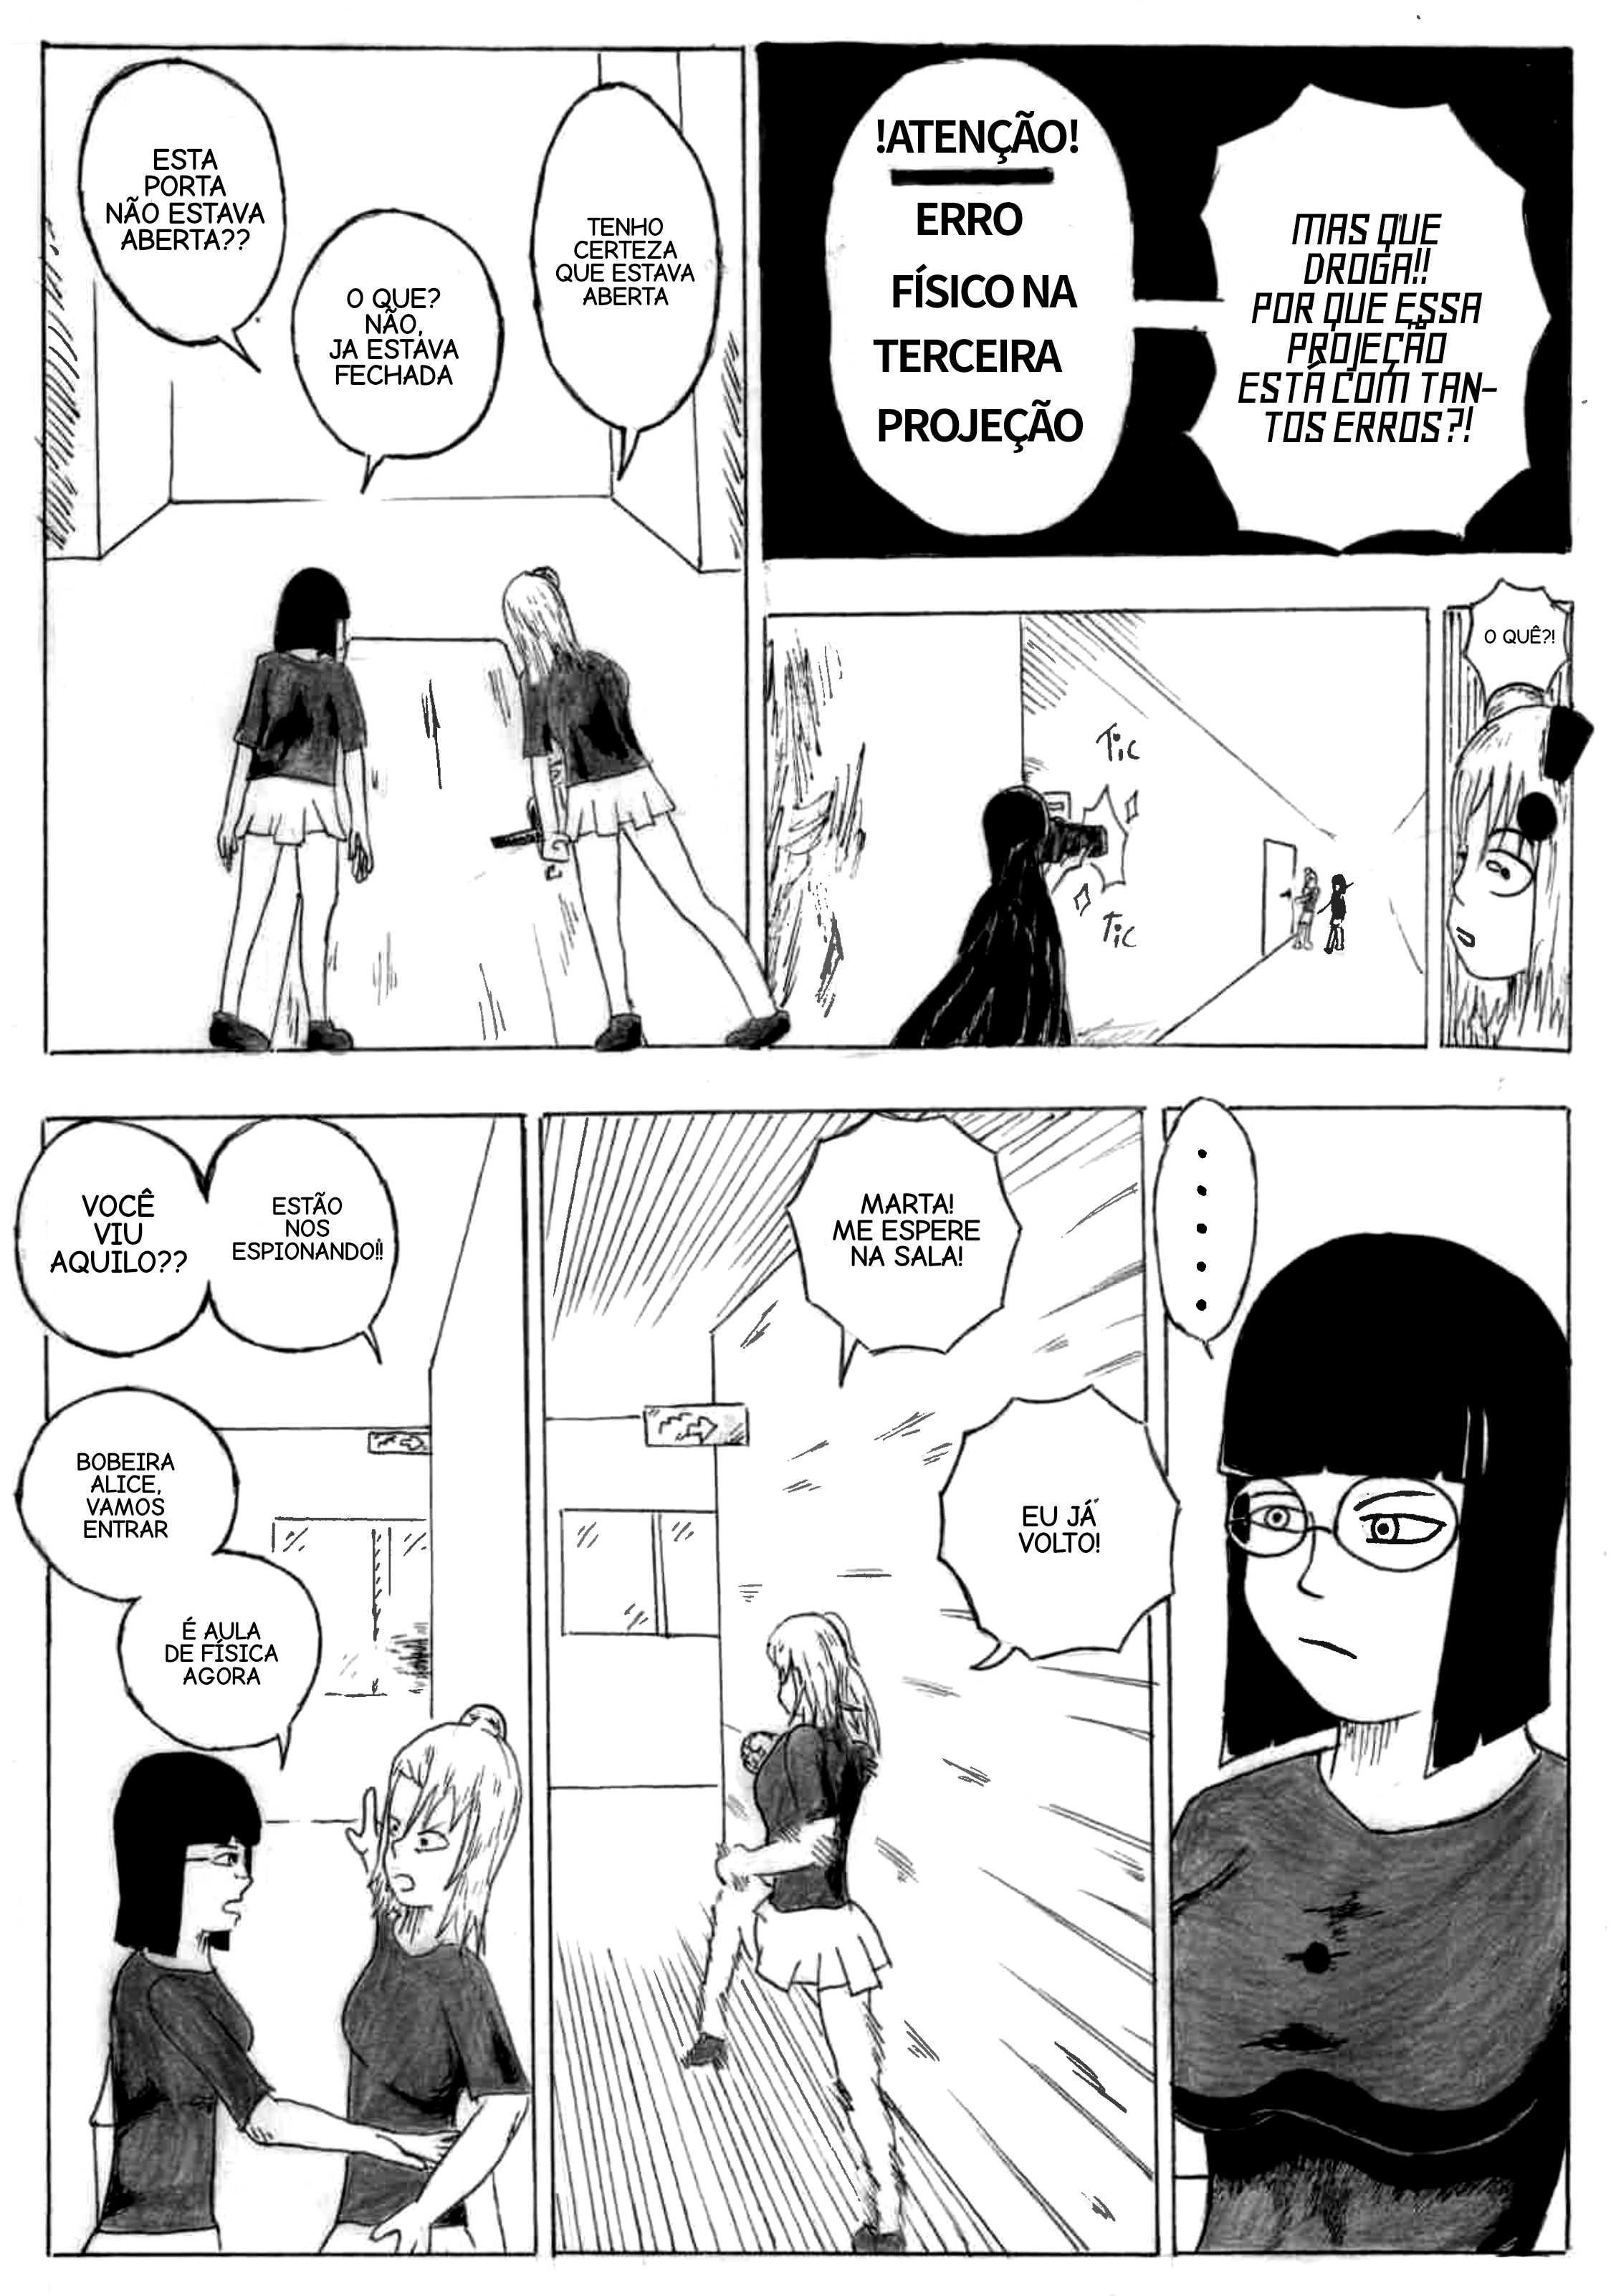 ESTA
PORTA
NÃO ESTAVA
ABERTA??
O QUE?
NÃO,
JA ESTAVA
FECHADA
TENHO
CERTEZA
QUE ESTAVA
ABERTA
!ATENÇÃO!
ERRO
FÍSICO NA
TERCEIRA
PROJEÇÃO
MAS QUE
DROGA!!
POR QUE ESSA
PROJEÇÃO
ESTÁ COM TAN-
TOS ERROS?!
Tic
Tic
O QUÊ?!
VOCÊ
VIU
AQUILO??
ESTÃO
NOS
ESPIONANDO!!
BOBEIRA
ALICE,
VAMOS
ENTRAR
É AULA
DE FÍSICA
AGORA
MARTA!
ME ESPERE
NA SALA!
EU JÁ
VOLTO!
.....